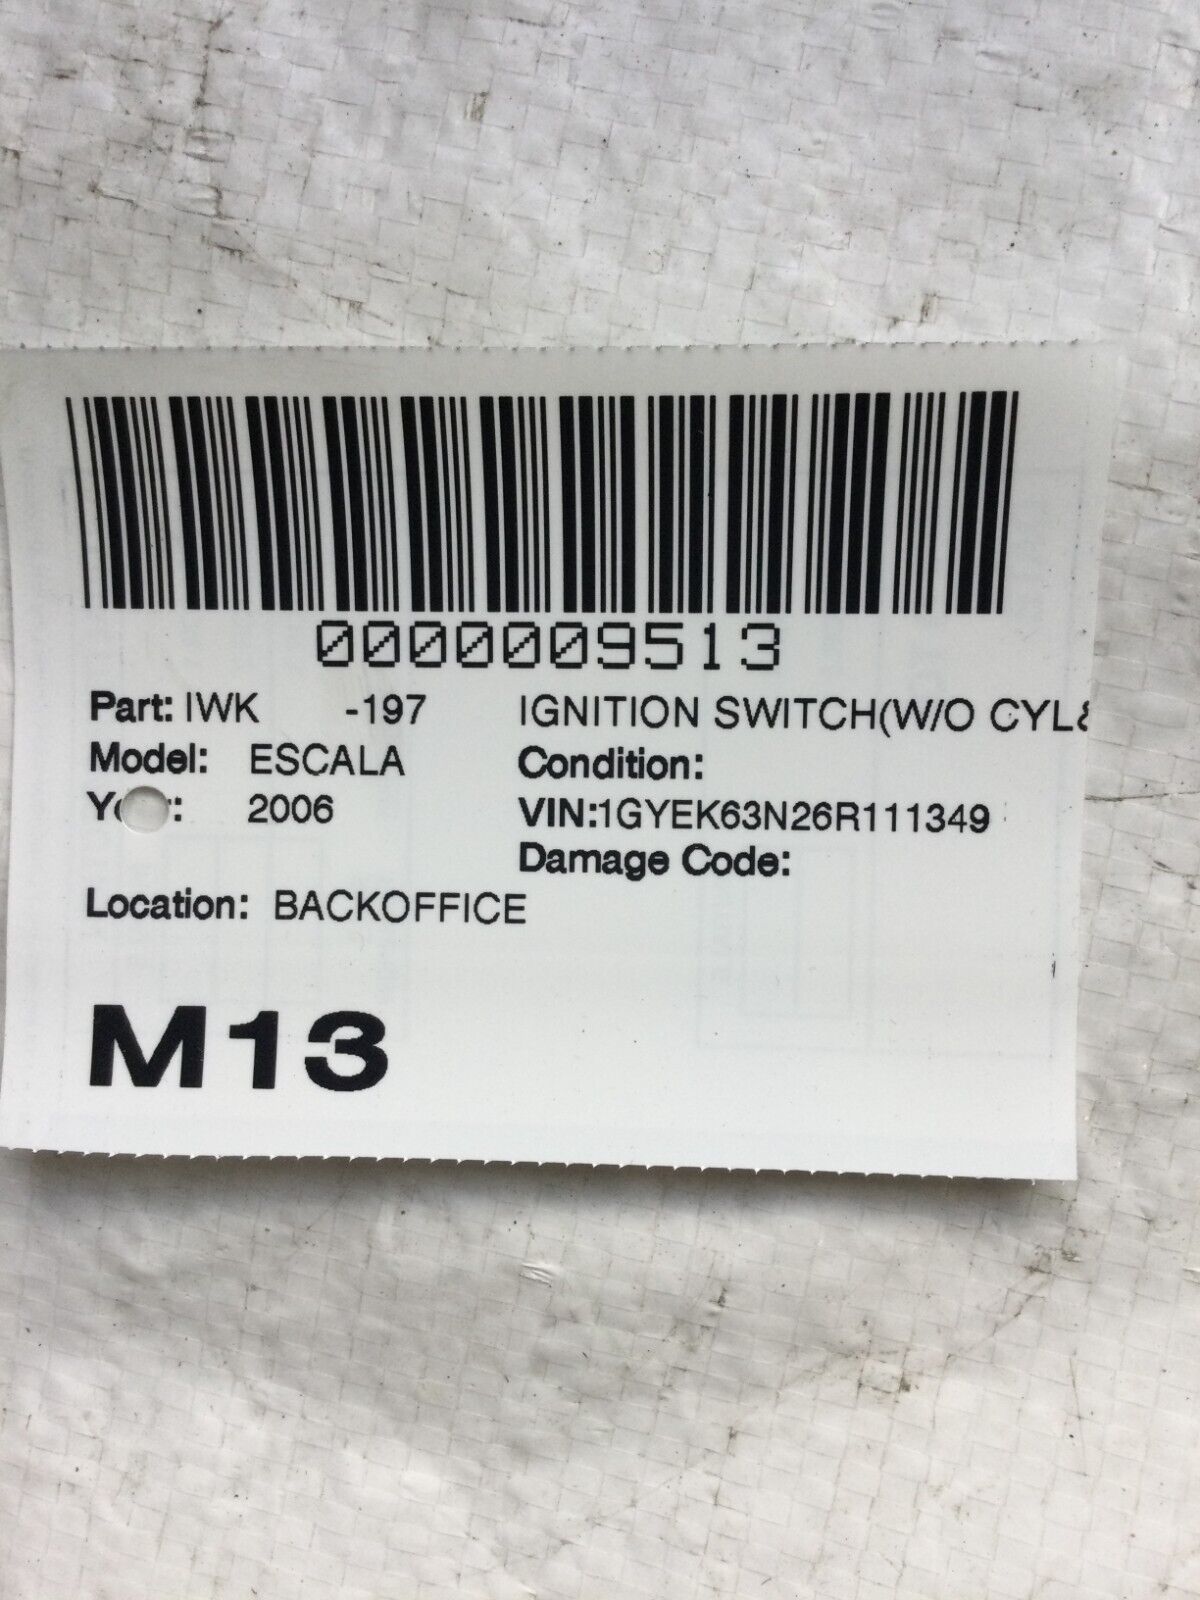 0000009513
Part: IWK -197 IGNITION SWITCH(W/O CYL&
Model: ESCALA Condition:
2006 VIN:1GYEK63N26R111349
Damage Code:
Location: BACKOFFICE
M13